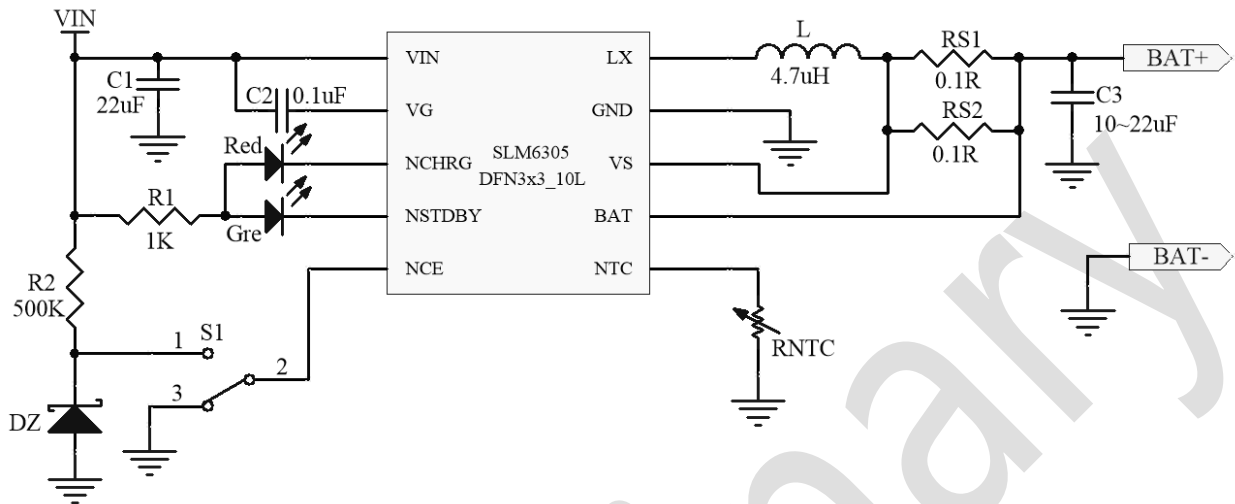 VIN
C1
22uF
C2
0.1uF
Red
Gre
R1
1K
R2
500K
S1
1
2
3
DZ
VIN
VG
NCHRG
NSTDBY
NCE
SLM6305
DFN3x3_10L
LX
GND
VS
BAT
NTC
L
4.7uH
RS1
0.1R
RS2
0.1R
C3
10~22uF
BAT+
BAT-
RNTC
inary